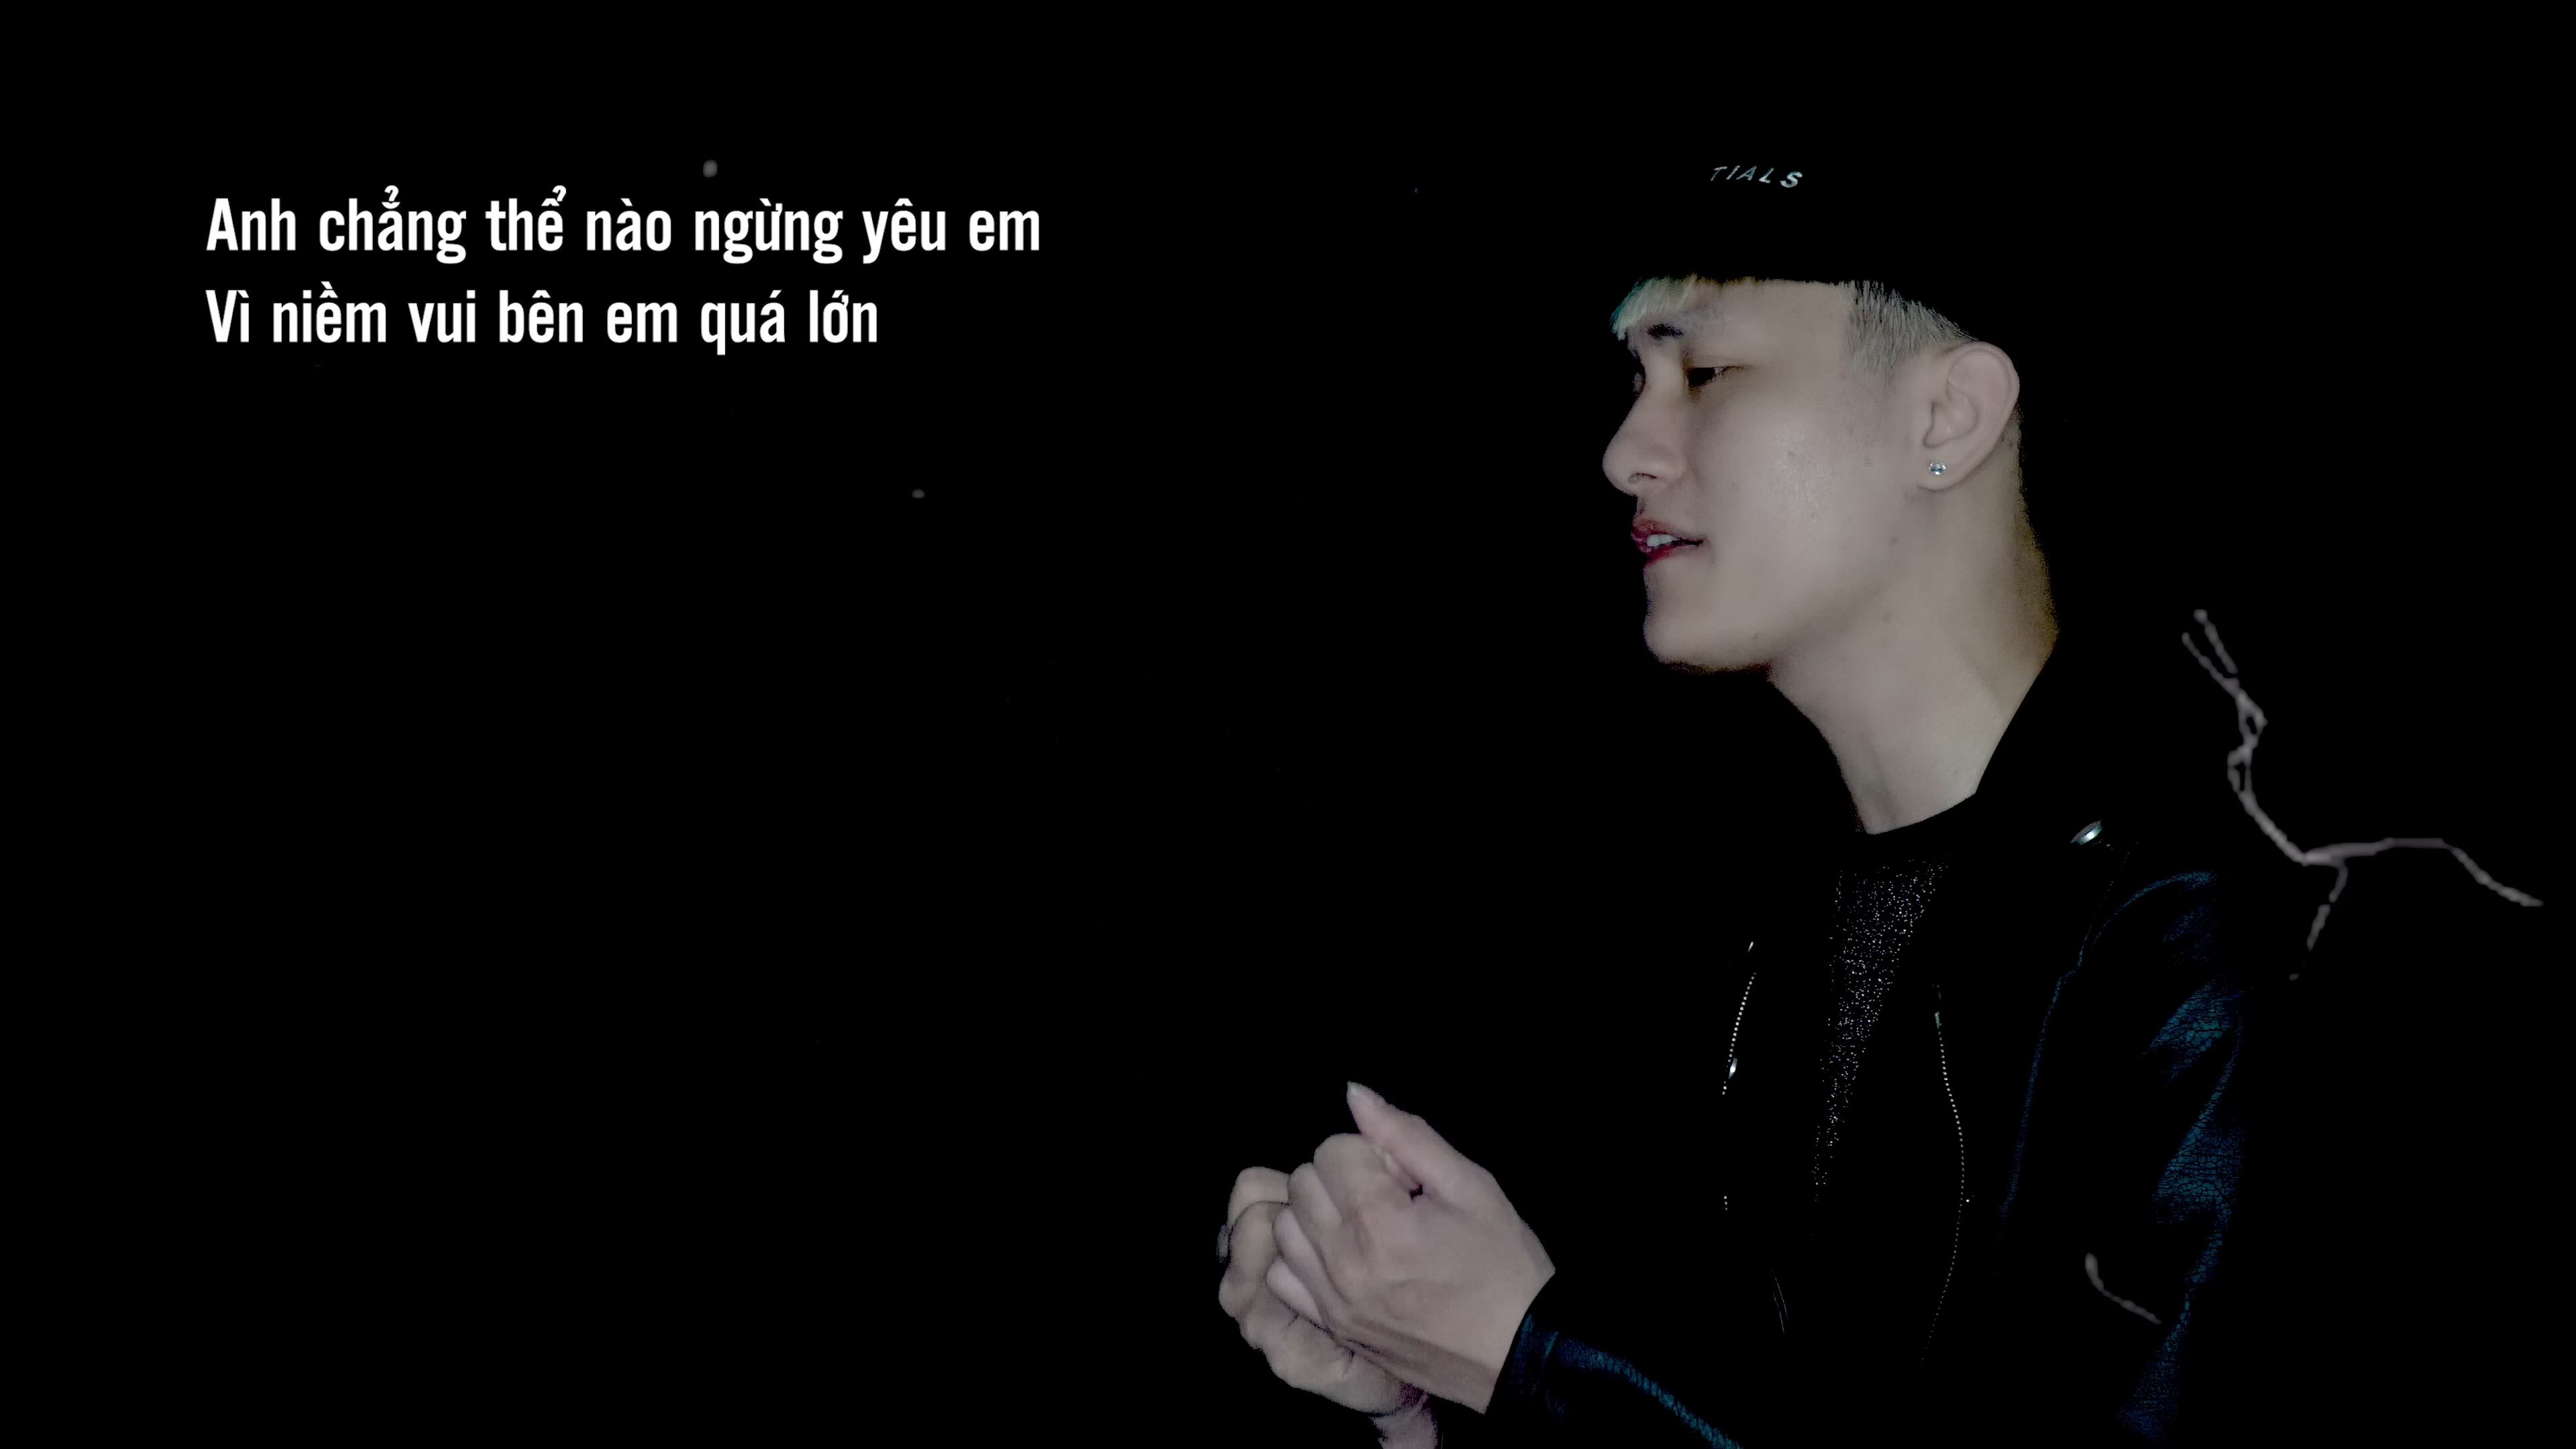 TIALS
Anh chẳng thể nào ngừng yêu em
Vì niềm vui bên em quá lớn